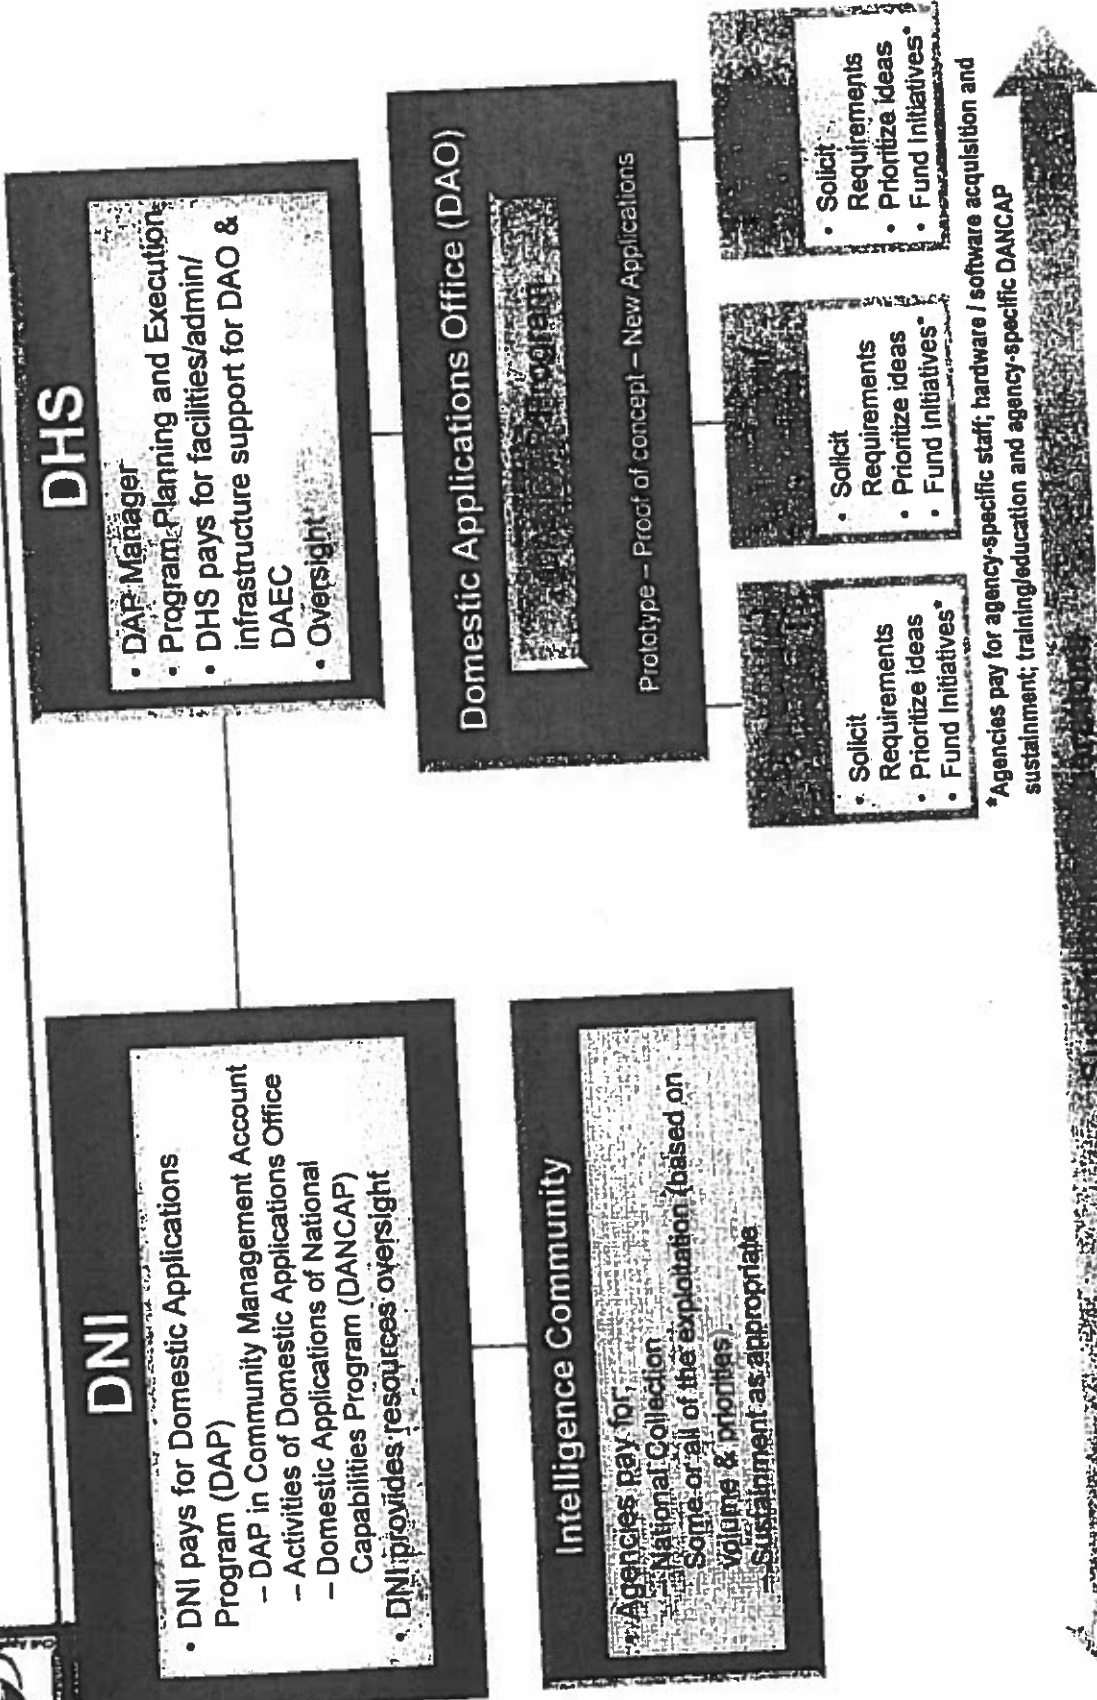 DNI
• DNI pays for Domestic Applications
Program (DAP)
– DAP in Community Management Account
– Activities of Domestic Applications Office
– Domestic Applications of National
Capabilities Program (DANCAP)
• DNI provides resources oversight
Intelligence Community
Agencies pay for
– National Collection
– Some or all of the exploitation (based on
volume & priorities)
– Sustainment as appropriate
DHS
• DAP Manager
• Program Planning and Execution
• DHS pays for facilities/admin/
infrastructure support for DAO &
DAEC
• Oversight
Domestic Applications Office (DAO)
Program
Prototype – Proof of concept – New Applications
• Solicit
Requirements
• Prioritize ideas
• Fund Initiatives*
• Solicit
Requirements
• Prioritize ideas
• Fund Initiatives*
• Solicit
Requirements
• Prioritize ideas
• Fund Initiatives*
*Agencies pay for agency-specific staff; hardware / software acquisition and
sustainment; training/education and agency-specific DANCAP